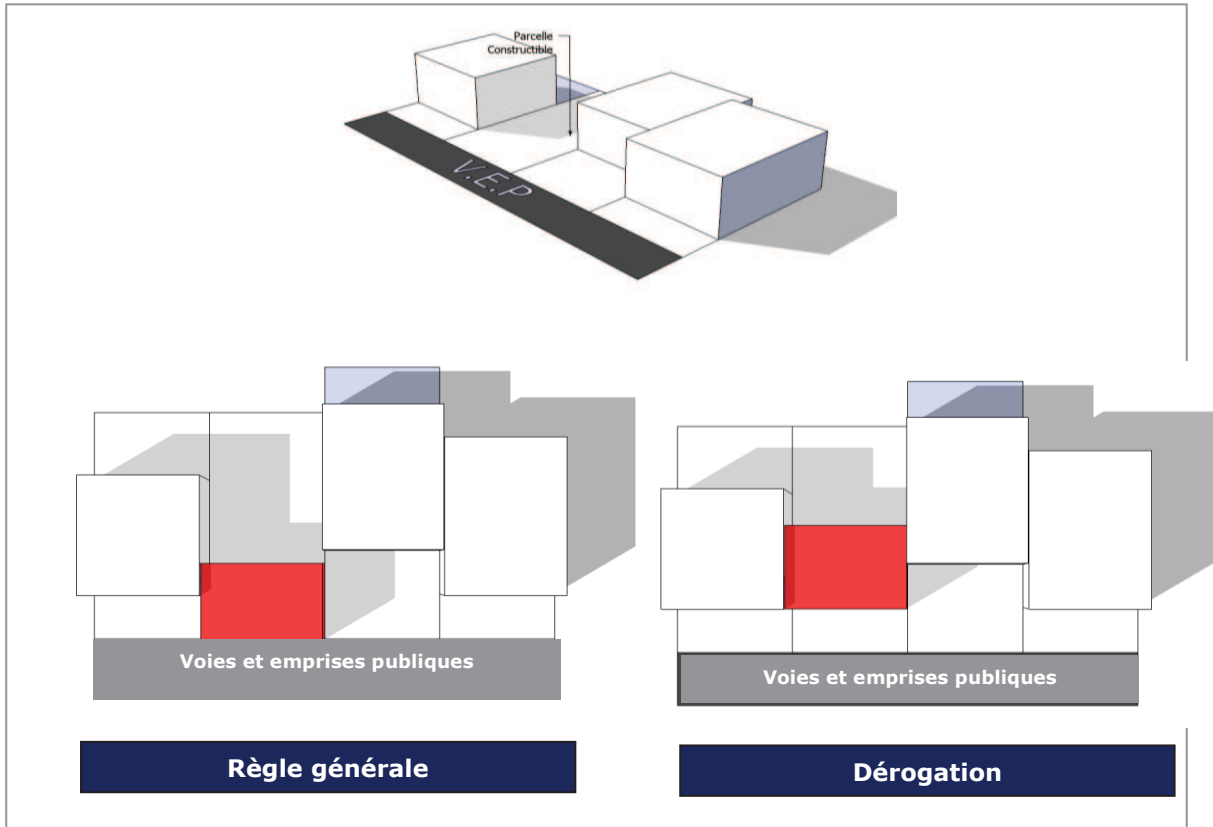 Parcelle
Constructible
V.E.P
Voies et emprises publiques
Voies et emprises publiques
Règle générale
Dérogation